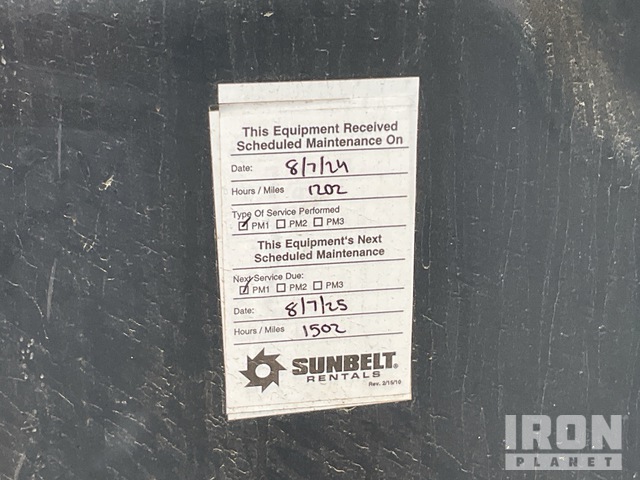 This Equipment Received
Scheduled Maintenance On
Date: 8/7/24
Hours / Miles 1202
Type Of Service Performed
☑ PM1 ☐ PM2 ☐ PM3
This Equipment's Next
Scheduled Maintenance
Next Service Due:
☑ PM1 ☐ PM2 ☐ PM3
Date: 8/7/25
Hours / Miles 1502
SUNBELT®
RENTALS
Rev. 2/15/10
IRON
PLANET